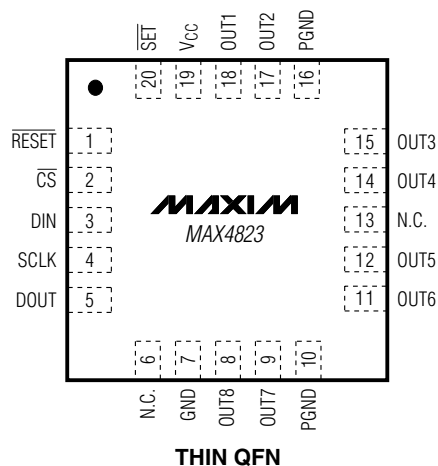 SET VCC OUT1 OUT2 PGND
20 19 18 17 16
RESET 1 15 OUT3
CS 2 14 OUT4
DIN 3 13 N.C.
MAXIM
MAX4823
SCLK 4 12 OUT5
DOUT 5 11 OUT6
6 7 8 9 10
N.C. GND OUT8 OUT7 PGND
THIN QFN